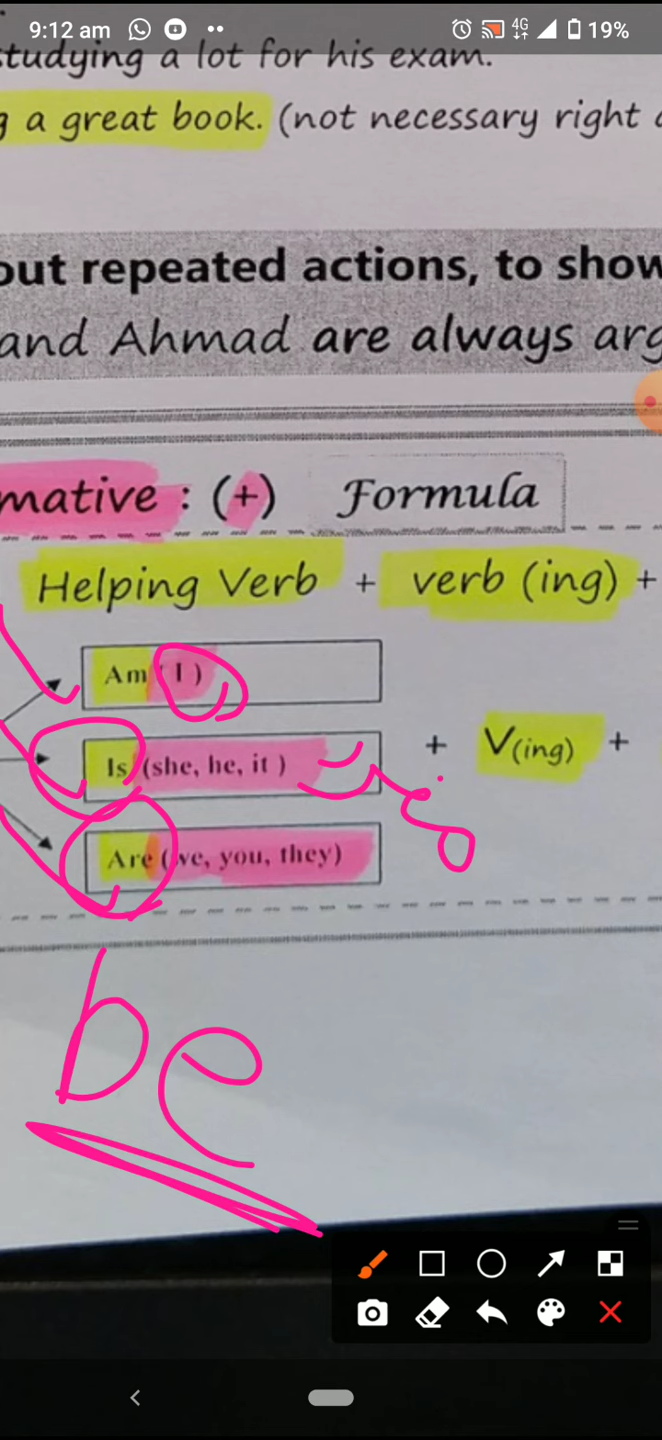 9:12 am 4G 19%
studying a lot for his exam.
g a great book. (not necessary right
out repeated actions, to show
and Ahmad are always arg
mative : (+) Formula
Helping Verb + verb (ing) +
Am ( I )
Is (she, he, it )
+ V(ing) +
Are (we, you, they)
be